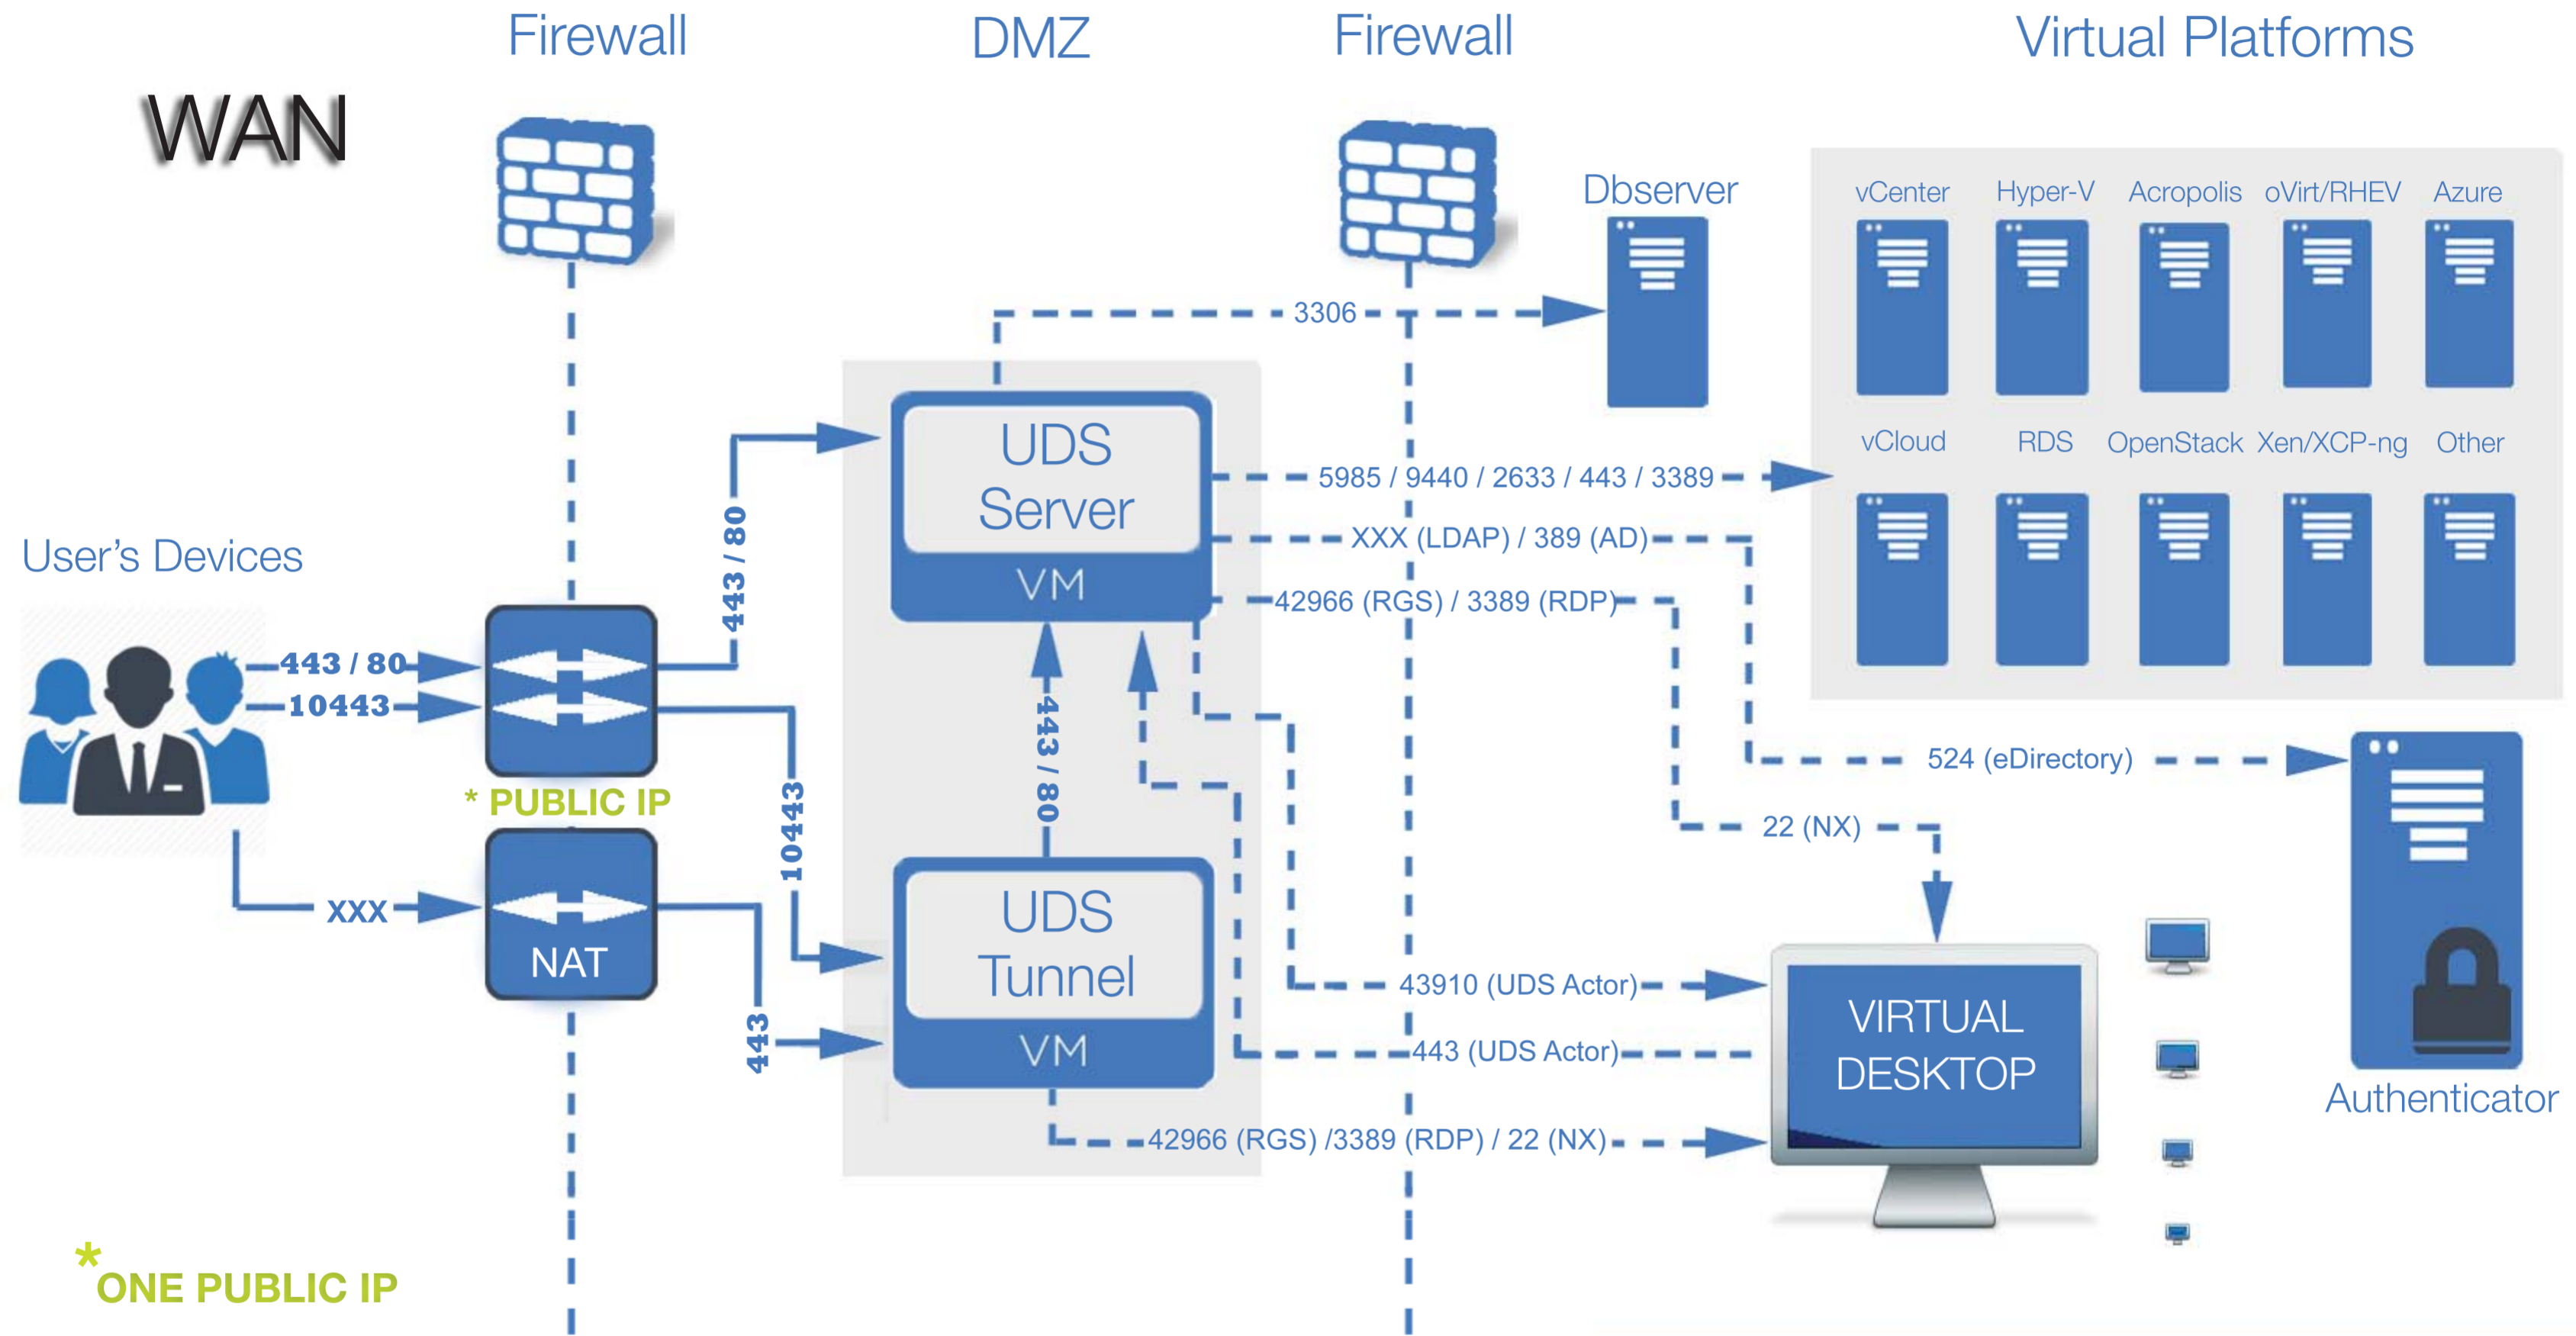 Firewall
DMZ
Firewall
Virtual Platforms
WAN
Dbserver
vCenter
Hyper-V
Acropolis
oVirt/RHEV
Azure
3306
UDS
Server
VM
vCloud
RDS
OpenStack
Xen/XCP-ng
Other
5985 / 9440 / 2633 / 443 / 3389
XXX (LDAP) / 389 (AD)
42966 (RGS) / 3389 (RDP)
443 / 80
User's Devices
443 / 80
10443
* PUBLIC IP
443 / 80
10443
524 (eDirectory)
22 (NX)
XXX
NAT
UDS
Tunnel
VM
443
43910 (UDS Actor)
443 (UDS Actor)
VIRTUAL
DESKTOP
Authenticator
42966 (RGS) /3389 (RDP) / 22 (NX)
*
ONE PUBLIC IP